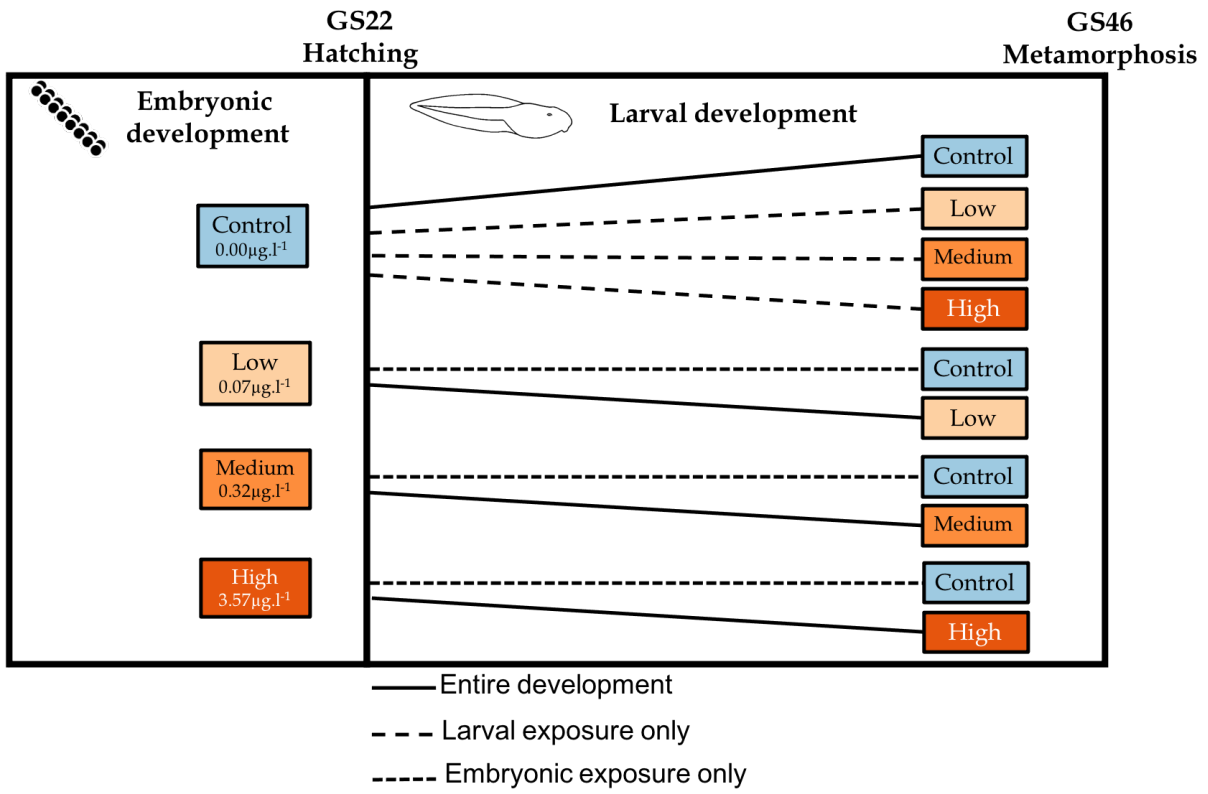 GS22
Hatching
GS46
Metamorphosis
Embryonic
development
Larval development
Control
0.00µg.l⁻¹
Low
0.07µg.l⁻¹
Medium
0.32µg.l⁻¹
High
3.57µg.l⁻¹
Control
Low
Medium
High
Control
Low
Control
Medium
Control
High
Entire development
Larval exposure only
Embryonic exposure only